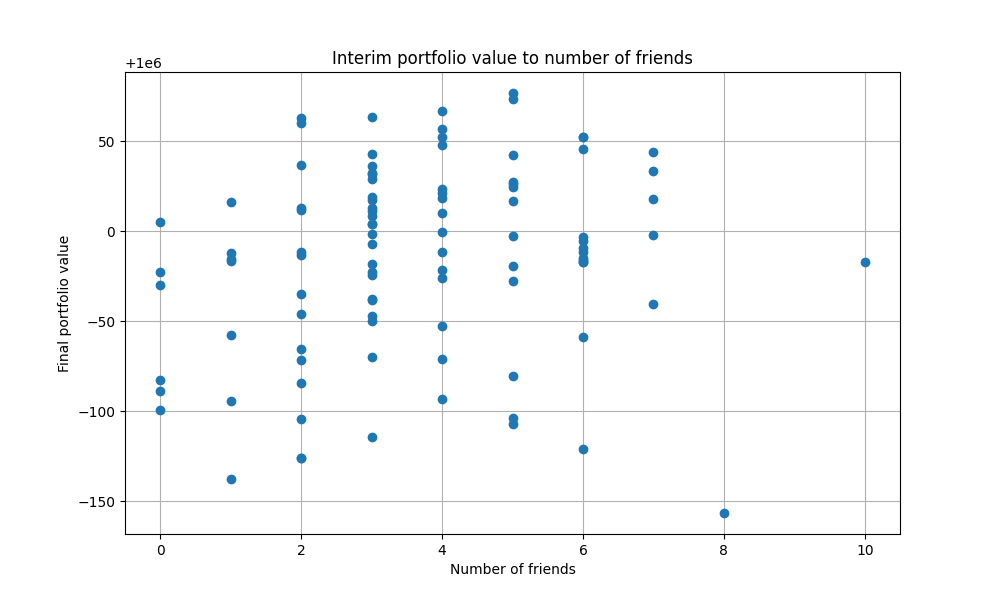 Interim portfolio value to number of friends
+1e6
50
0
−50
−100
−150
Final portfolio value
0 2 4 6 8 10
Number of friends